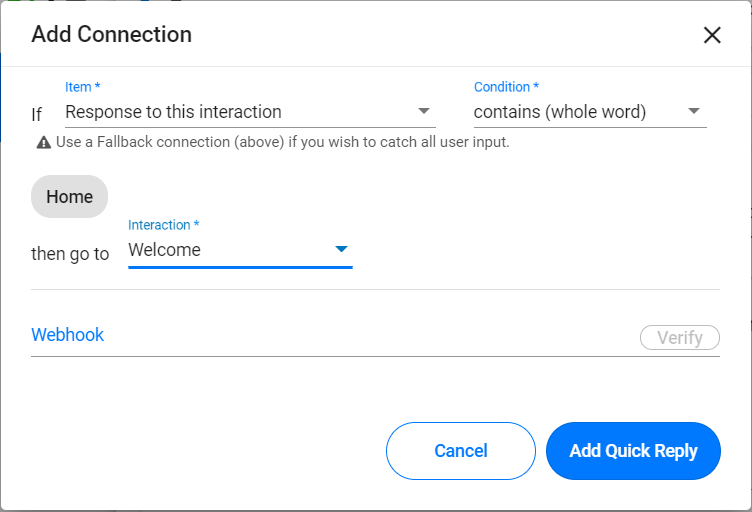 Add Connection
Item *
Condition *
If
Response to this interaction
contains (whole word)
Use a Fallback connection (above) if you wish to catch all user input.
Home
Interaction *
then go to
Welcome
Webhook
Verify
Cancel
Add Quick Reply